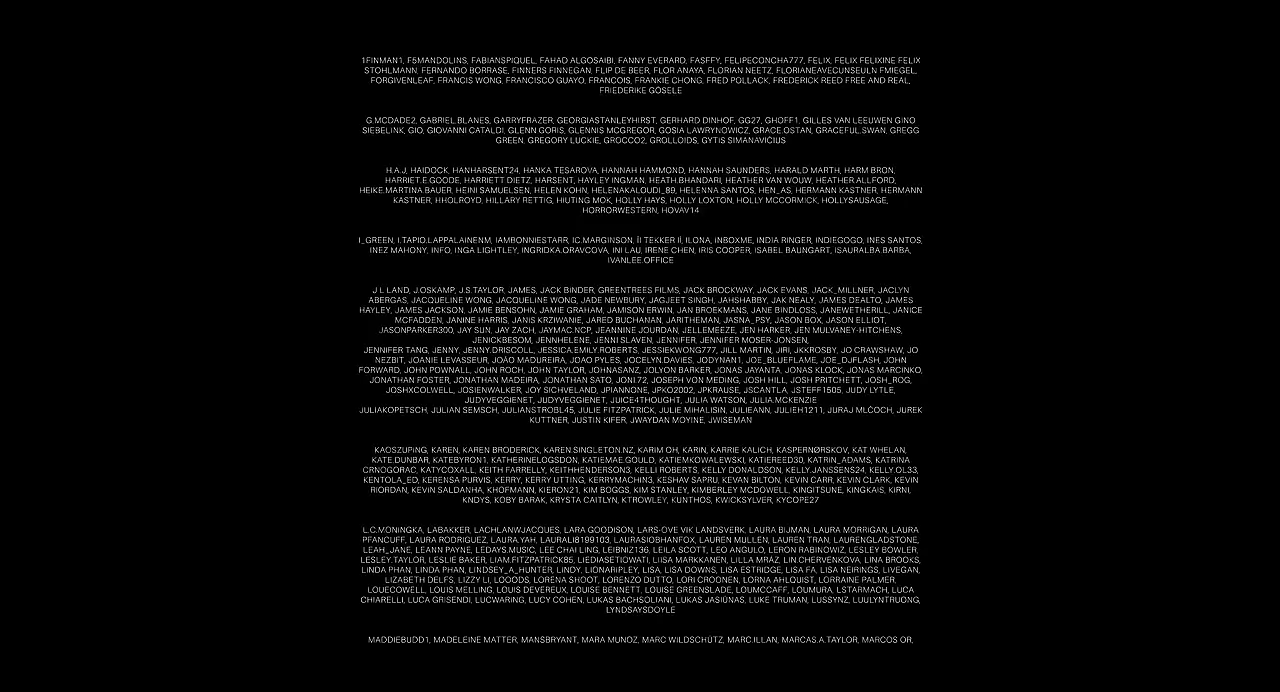 1FINMAN1, F5MANDOLINS, FABIANSPIQUEL, FAHAD ALGOSAIBI, FANNY EVERARD, FASFFY, FELIPECONCHA777, FELIX, FELIX FELIXINE FELIX
STOHLMANN, FERNANDO BORRASE, FINNERS FINNEGAN, FLIP DE BEER, FLOR ANAYA, FLORIAN NEETZ, FLORIANEAVECUNSEULN FMIEGEL,
FORGIVENLEAF, FRANCIS WONG, FRANCISCO GUAYO, FRANCOIS, FRANKIE CHONG, FRED POLLACK, FREDERICK REED FREE AND REAL,
FRIEDERIKE GÖSELE
G.MCDADE2, GABRIEL.BLANES, GARRYFRAZER, GEORGIASTANLEYHIRST, GERHARD DINHOF, GG27, GHOFF1, GILLES VAN LEEUWEN GINO
SIEBELINK, GIO, GIOVANNI CATALDI, GLENN GORIS, GLENNIS MCGREGOR, GOSIA LAWRYNOWICZ, GRACE.OSTAN, GRACEFUL.SWAN, GREGG
GREEN, GREGORY LUCKIE, GROCCO2, GROLLOIDS, GYTIS SIMANAVIČIUS
H.A.J, HAIDOCK, HANHARSENT24, HANKA TESAROVA, HANNAH HAMMOND, HANNAH SAUNDERS, HARALD MARTH, HARM BRON,
HARRIET.E.GOODE, HARRIETT.DIETZ, HARSENT, HAYLEY INGMAN, HEATH.BHANDARI, HEATHER VAN WOUW, HEATHER.ALLFORD,
HEIKE.MARTINA.BAUER, HEINI SAMUELSEN, HELEN KOHN, HELENAKALOUDI_89, HELENNA SANTOS, HEN_AS, HERMANN KASTNER, HERMANN
KASTNER, HHOLROYD, HILLARY RETTIG, HIUTING MOK, HOLLY HAYS, HOLLY LOXTON, HOLLY MCCORMICK, HOLLYSAUSAGE,
HORRORWESTERN, HOVAV14
I_GREEN, I.TAPIO.LAPPALAINENM, IAMBONNIESTARR, IC.MARGINSON, ÎI TEKKER IÎ, ILONA, INBOXME, INDIA RINGER, INDIEGOGO, INES SANTOS,
INEZ MAHONY, INFO, INGA LIGHTLEY, INGRIDKA.ORAVCOVA, INI LAU, IRENE CHEN, IRIS COOPER, ISABEL BAUNGART, ISAURALBA BARBA,
IVANLEE.OFFICE
J L LAND, J.OSKAMP, J.S.TAYLOR, JAMES, JACK BINDER, GREENTREES FILMS, JACK BROCKWAY, JACK EVANS, JACK_MILLNER, JACLYN
ABERGAS, JACQUELINE WONG, JACQUELINE WONG, JADE NEWBURY, JAGJEET SINGH, JAHSHABBY, JAK NEALY, JAMES DEALTO, JAMES
HAYLEY, JAMES JACKSON, JAMIE BENSOHN, JAMIE GRAHAM, JAMISON ERWIN, JAN BROEKMANS, JANE BINDLOSS, JANEWETHERILL, JANICE
MCFADDEN, JANINE HARRIS, JANIS KRZIWANIE, JARED BUCHANAN, JARITHEMAN, JASNA_PSY, JASON BOX, JASON ELLIOT,
JASONPARKER300, JAY SUN, JAY ZACH, JAYMAC.NCP, JEANNINE JOURDAN, JELLEMEEZE, JEN HARKER, JEN MULVANEY-HITCHENS,
JENICKBESOM, JENNHELENE, JENNI SLAVEN, JENNIFER, JENNIFER MOSER-JONSEN,
JENNIFER TANG, JENNY, JENNY.DRISCOLL, JESSICA.EMILY.ROBERTS, JESSIEKWONG777, JILL MARTIN, JIRI, JKKROSBY, JO CRAWSHAW, JO
NEZBIT, JOANIE LEVASSEUR, JOÃO MADUREIRA, JOAO PYLES, JOCELYN.DAVIES, JODYNAN1, JOE_BLUEFLAME, JOE_DJFLASH, JOHN
FORWARD, JOHN POWNALL, JOHN ROCH, JOHN TAYLOR, JOHNASANZ, JOLYON BARKER, JONAS JAYANTA, JONAS KLOCK, JONAS MARCINKO,
JONATHAN FOSTER, JONATHAN MADEIRA, JONATHAN SATO, JONI.72, JOSEPH VON MEDING, JOSH HILL, JOSH PRITCHETT, JOSH_ROG,
JOSHXCOLWELL, JOSIENWALKER, JOY SICHVELAND, JPIANNONE, JPKO2002, JPKRAUSE, JSCANTLA, JSTEFF1505, JUDY LYTLE,
JUDYVEGGIENET, JUDYVEGGIENET, JUICE4THOUGHT, JULIA WATSON, JULIA.MCKENZIE
JULIAKOPETSCH, JULIAN SEMSCH, JULIANSTROBL45, JULIE FITZPATRICK, JULIE MIHALISIN, JULIEANN, JULIEH1211, JURAJ MLČOCH, JUREK
KUTTNER, JUSTIN KIFER, JWAYDAN MOYINE, JWISEMAN
KAOSZUPING, KAREN, KAREN BRODERICK, KAREN.SINGLETON.NZ, KARIM OH, KARIN, KARRIE KALICH, KASPERNØRSKOV, KAT WHELAN,
KATE DUNBAR, KATEBYRON1, KATHERINELOGSDON, KATIEMAE.GOULD, KATIEMKOWALEWSKI, KATIEREED30, KATRIN_ADAMS, KATRINA
CRNOGORAC, KATYCOXALL, KEITH FARRELLY, KEITHHENDERSON3, KELLI ROBERTS, KELLY DONALDSON, KELLY.JANSSENS24, KELLY.OL33,
KENTOLA_ED, KERENSA PURVIS, KERRY, KERRY UTTING, KERRYMACHIN3, KESHAV SAPRU, KEVAN BILTON, KEVIN CARR, KEVIN CLARK, KEVIN
RIORDAN, KEVIN SALDANHA, KHOFMANN, KIERON21, KIM BOGGS, KIM STANLEY, KIMBERLEY MCDOWELL, KINGITSUNE, KINGKAIS, KIRNI,
KNDYS, KOBY BARAK, KRYSTA CAITLYN, KTROWLEY, KUNTHOS, KWICKSYLVER, KYCOPE27
L.C.MONINGKA, LABAKKER, LACHLANWJACQUES, LARA GOODISON, LARS-OVE VIK LANDSVERK, LAURA BIJMAN, LAURA MORRIGAN, LAURA
PFANCUFF, LAURA RODRIGUEZ, LAURA.YAH, LAURALI8199103, LAURASIOBHANFOX, LAUREN MULLEN, LAUREN TRAN, LAURENGLADSTONE,
LEAH_JANE, LEANN PAYNE, LEDAYS.MUSIC, LEE CHAI LING, LEIBNIZ136, LEILA SCOTT, LEO ANGULO, LERON RABINOWIZ, LESLEY BOWLER,
LESLEY.TAYLOR, LESLIE BAKER, LIAM.FITZPATRICK85, LIEDIASETIOWATI, LIISA MARKKANEN, LILLA MRÁZ, LIN.CHERVENKOVA, LINA BROOKS,
LINDA PHAN, LINDA PHAN, LINDSEY_A_HUNTER, LINDY, LIONARIPLEY, LISA, LISA DOWNS, LISA ESTRIDGE, LISA FA, LISA NEIRINGS, LIVEGAN,
LIZABETH DELFS, LIZZY LI, LOOODS, LORENA SHOOT, LORENZO DUTTO, LORI CROONEN, LORNA AHLQUIST, LORRAINE PALMER,
LOUECOWELL, LOUIS MELLING, LOUIS DEVEREUX, LOUISE BENNETT, LOUISE GREENSLADE, LOUMCCAFF, LOUMURA, LSTARMACH, LUCA
CHIARELLI, LUCA GRISENDI, LUCWARING, LUCY COHEN, LUKAS BACHSOLIANI, LUKAS JASIŪNAS, LUKE TRUMAN, LUSSYNZ, LUULYNTRUONG,
LYNDSAYSDOYLE
MADDIEBUDD1, MADELEINE MATTER, MANSBRYANT, MARA MUNOZ, MARC WILDSCHÜTZ, MARC.ILLAN, MARCAS.A.TAYLOR, MARCOS OR,